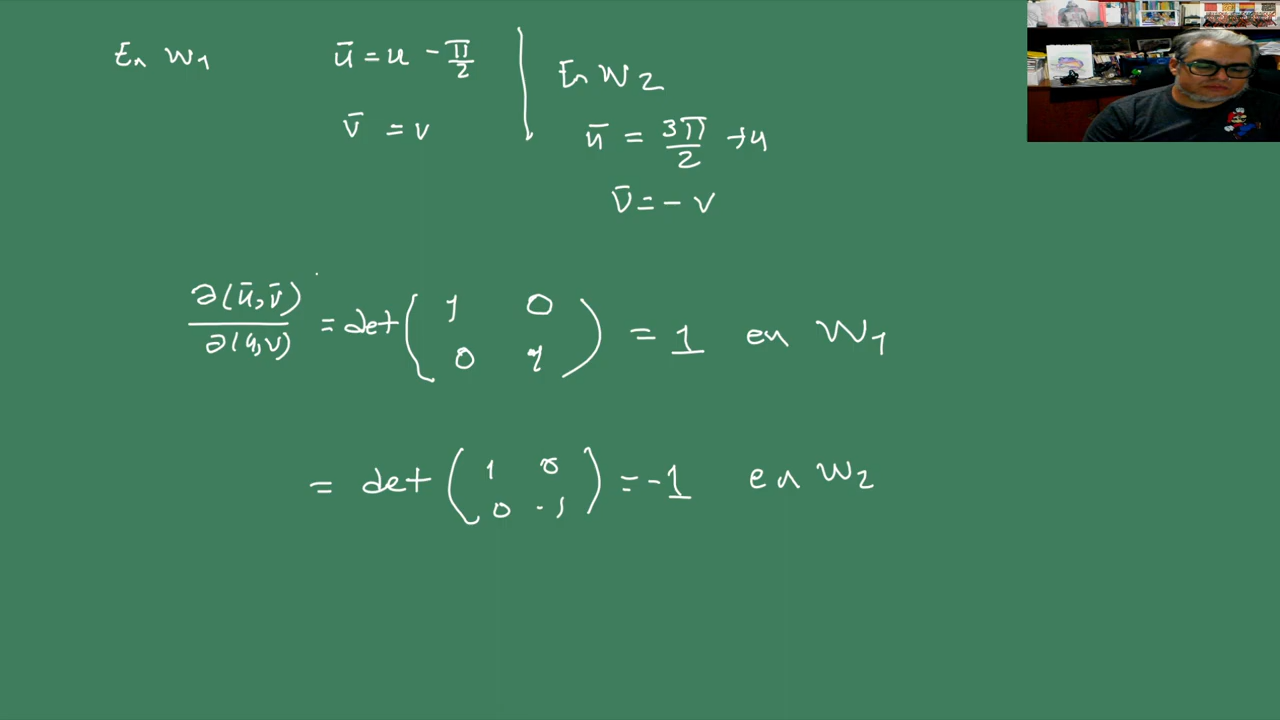 En W₁
ū = u - π/2
v̄ = v
En W₂
ū = 3π/2 + u
v̄ = - v
∂(ū, v̄)/∂(u, v) = det ( 1 0 ; 0 1 ) = 1 en W₁
= det ( 1 0 ; 0 -1 ) = -1 en W₂